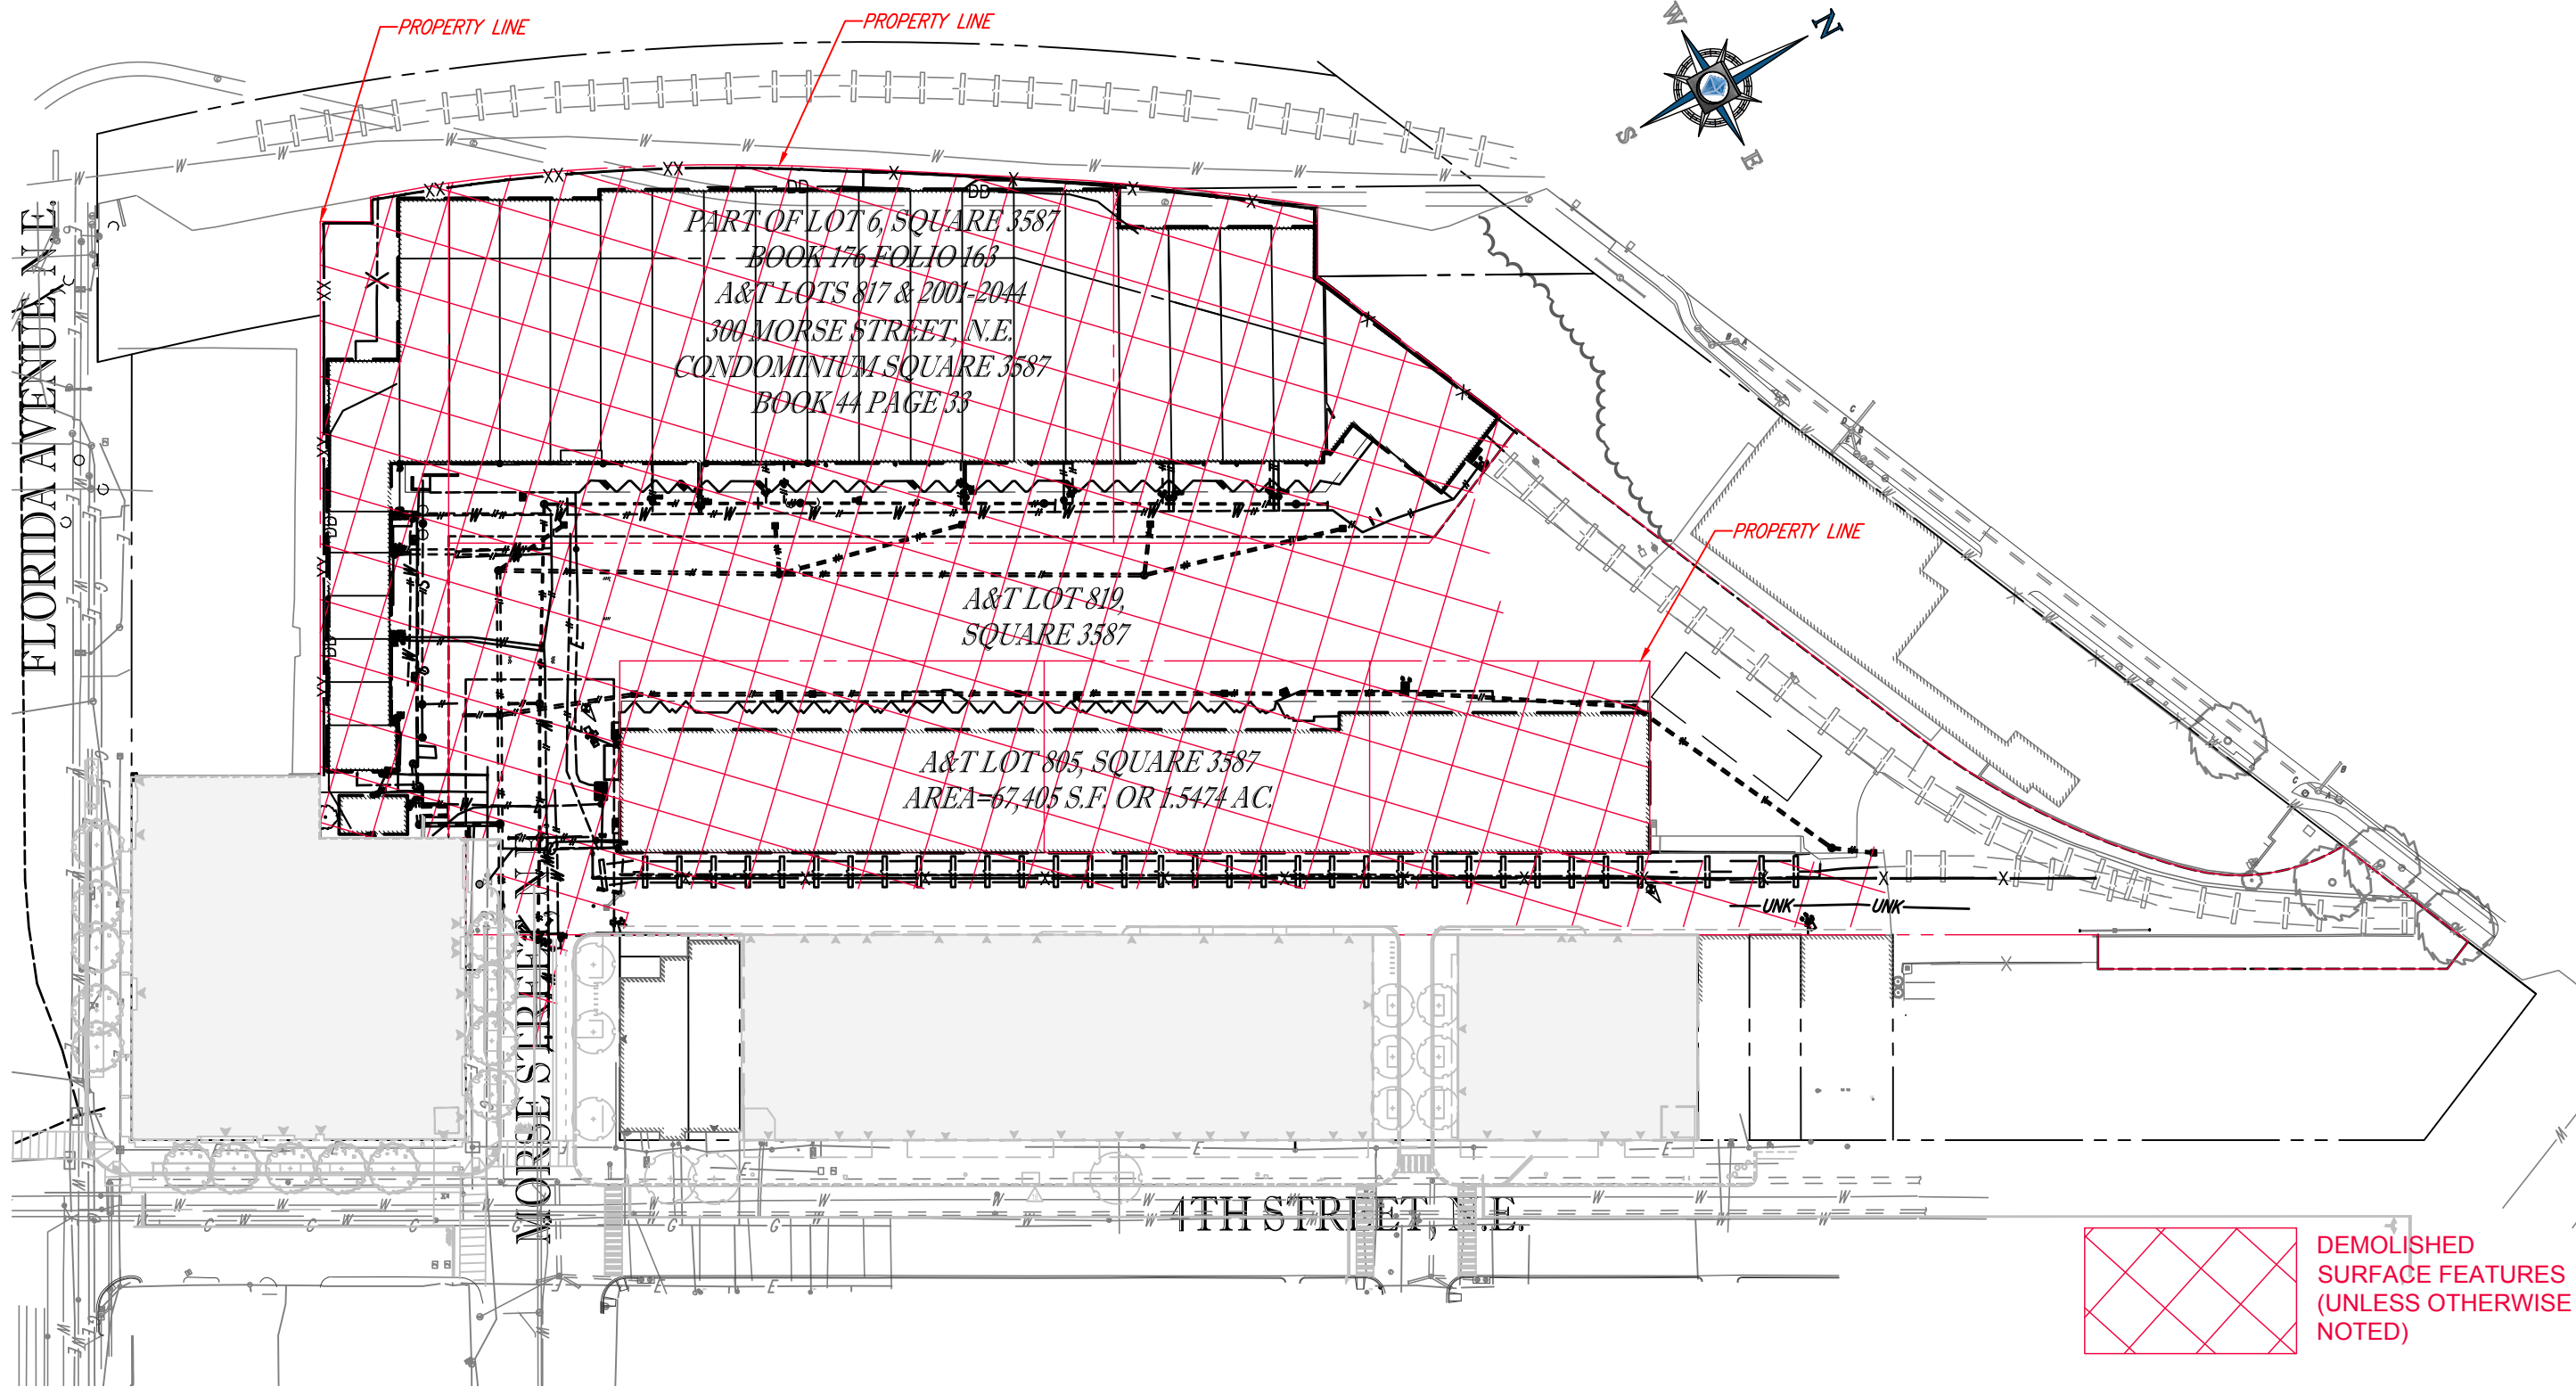 PROPERTY LINE
PROPERTY LINE
N
W
S
E
PART OF LOT 6, SQUARE 3587
BOOK 176 FOLIO 163
A&T LOTS 817 & 2001-2044
300 MORSE STREET, N.E.
CONDOMINIUM SQUARE 3587
BOOK 44 PAGE 33
FLORIDA AVENUE, N.E.
PROPERTY LINE
A&T LOT 819,
SQUARE 3587
A&T LOT 805, SQUARE 3587
AREA=67,405 S.F. OR 1.5474 AC.
UNK
UNK
MORSE STREET, N.E.
4TH STREET, N.E.
DEMOLISHED
SURFACE FEATURES
(UNLESS OTHERWISE
NOTED)